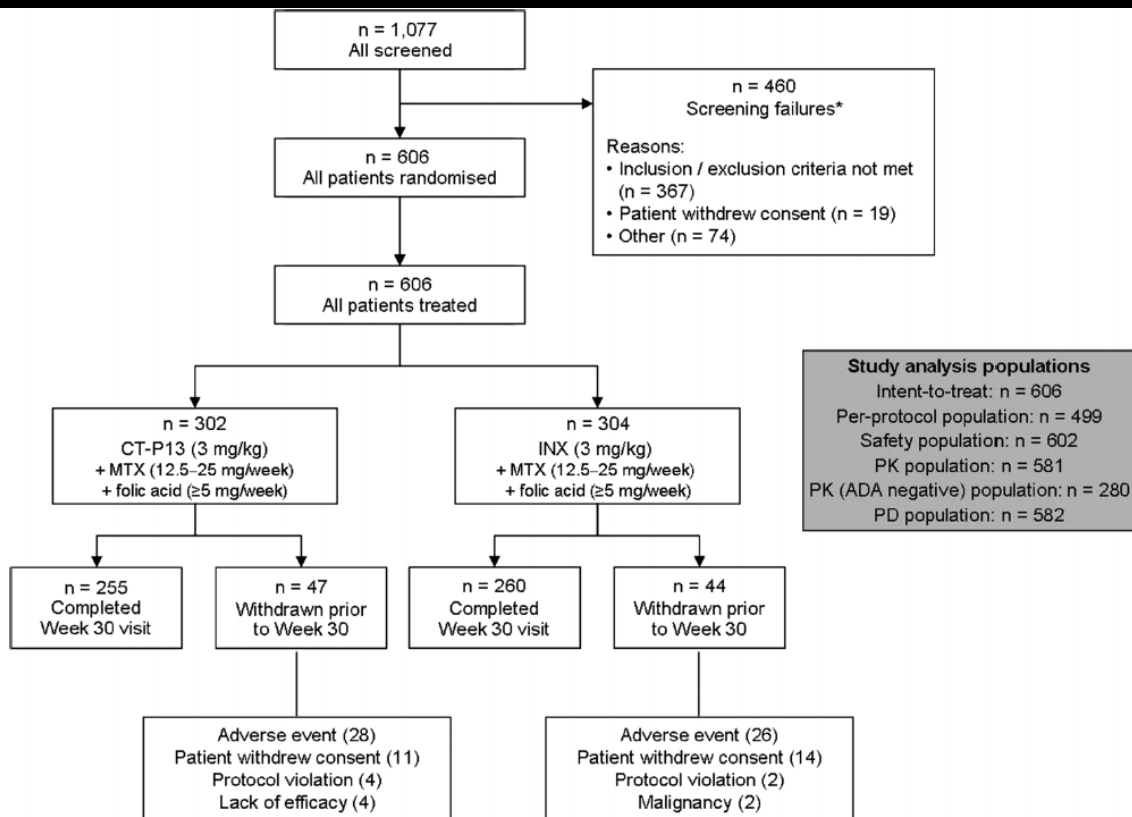 n = 1,077
All screened
n = 460
Screening failures*
Reasons:
• Inclusion / exclusion criteria not met
(n = 367)
• Patient withdrew consent (n = 19)
• Other (n = 74)
n = 606
All patients randomised
n = 606
All patients treated
Study analysis populations
Intent-to-treat: n = 606
Per-protocol population: n = 499
Safety population: n = 602
PK population: n = 581
PK (ADA negative) population: n = 280
PD population: n = 582
n = 302
CT-P13 (3 mg/kg)
+ MTX (12.5–25 mg/week)
+ folic acid (≥5 mg/week)
n = 304
INX (3 mg/kg)
+ MTX (12.5–25 mg/week)
+ folic acid (≥5 mg/week)
n = 255
Completed
Week 30 visit
n = 47
Withdrawn prior
to Week 30
n = 260
Completed
Week 30 visit
n = 44
Withdrawn prior
to Week 30
Adverse event (28)
Patient withdrew consent (11)
Protocol violation (4)
Lack of efficacy (4)
Adverse event (26)
Patient withdrew consent (14)
Protocol violation (2)
Malignancy (2)